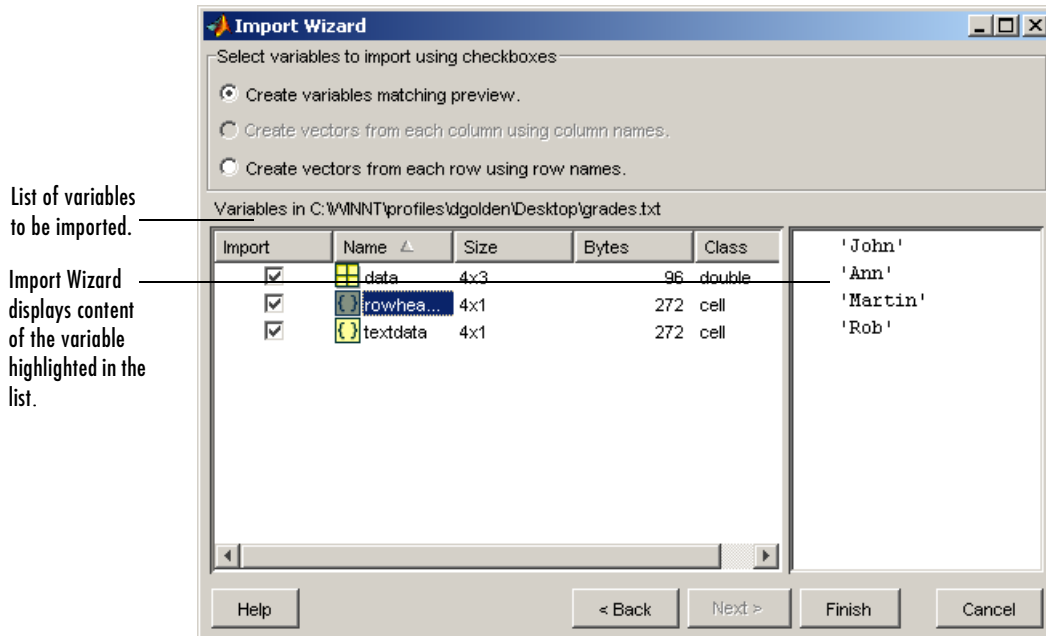 Import Wizard
Select variables to import using checkboxes
Create variables matching preview.
Create vectors from each column using column names.
Create vectors from each row using row names.
List of variables
to be imported.
Variables in C:\WINNT\profiles\dgolden\Desktop\grades.txt
Import Name Size Bytes Class
data 4x3 96 double
rowhea... 4x1 272 cell
textdata 4x1 272 cell
'John'
'Ann'
'Martin'
'Rob'
Import Wizard
displays content
of the variable
highlighted in the
list.
Help < Back Next > Finish Cancel